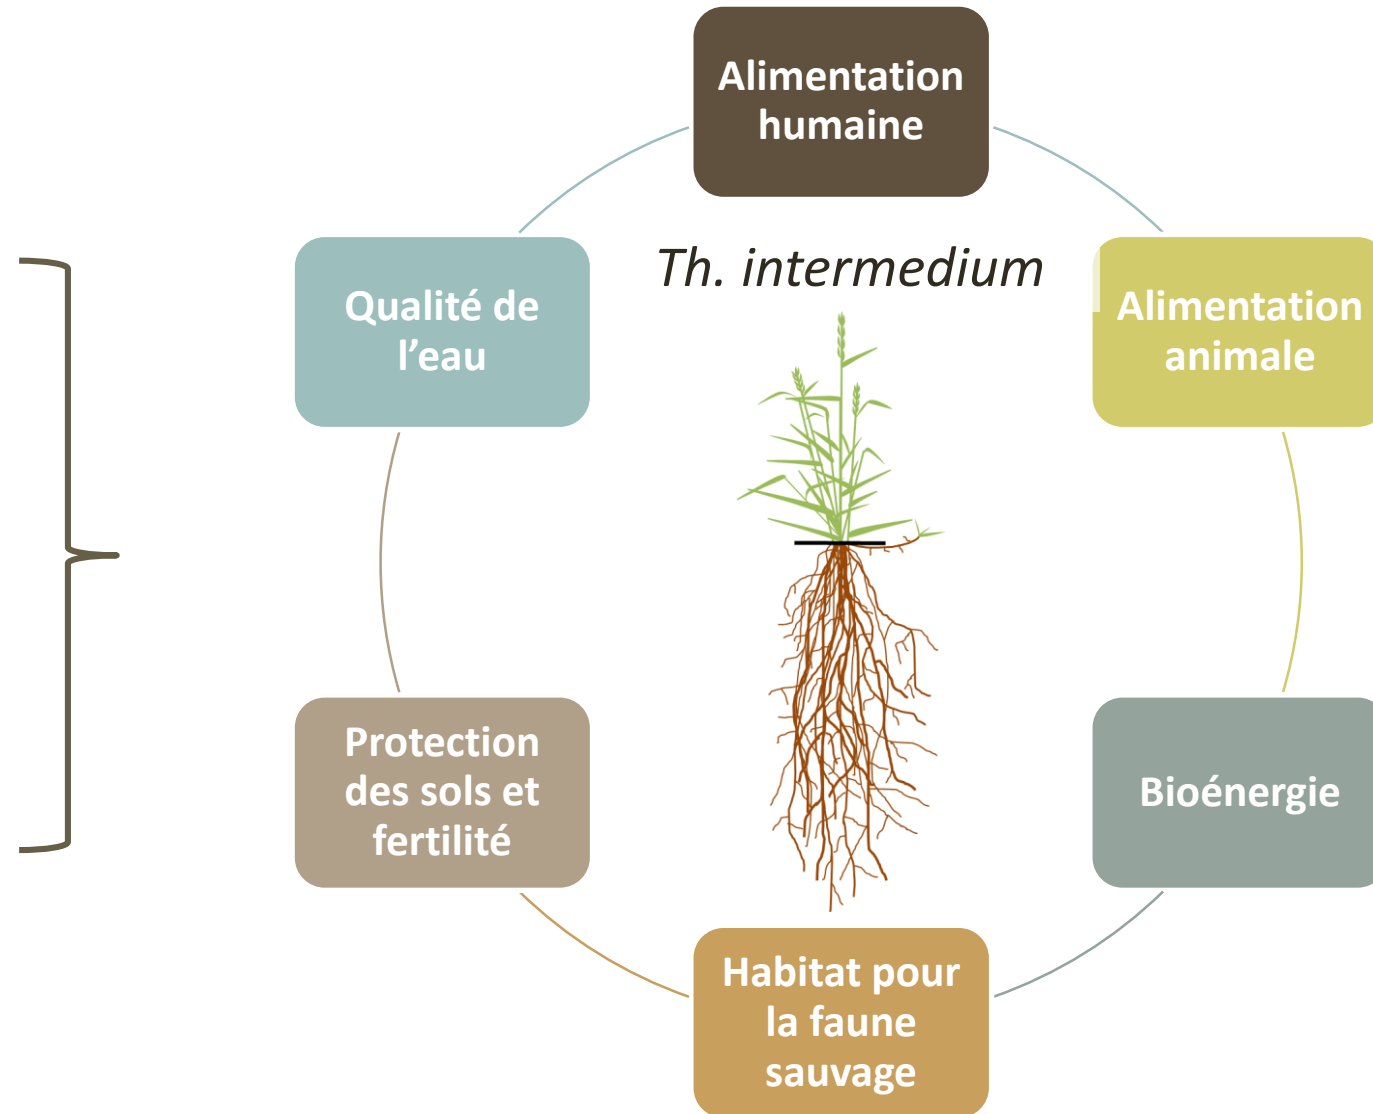 Alimentation
humaine
Th. intermedium
Qualité de
l’eau
Alimentation
animale
Protection
des sols et
fertilité
Bioénergie
Habitat pour
la faune
sauvage